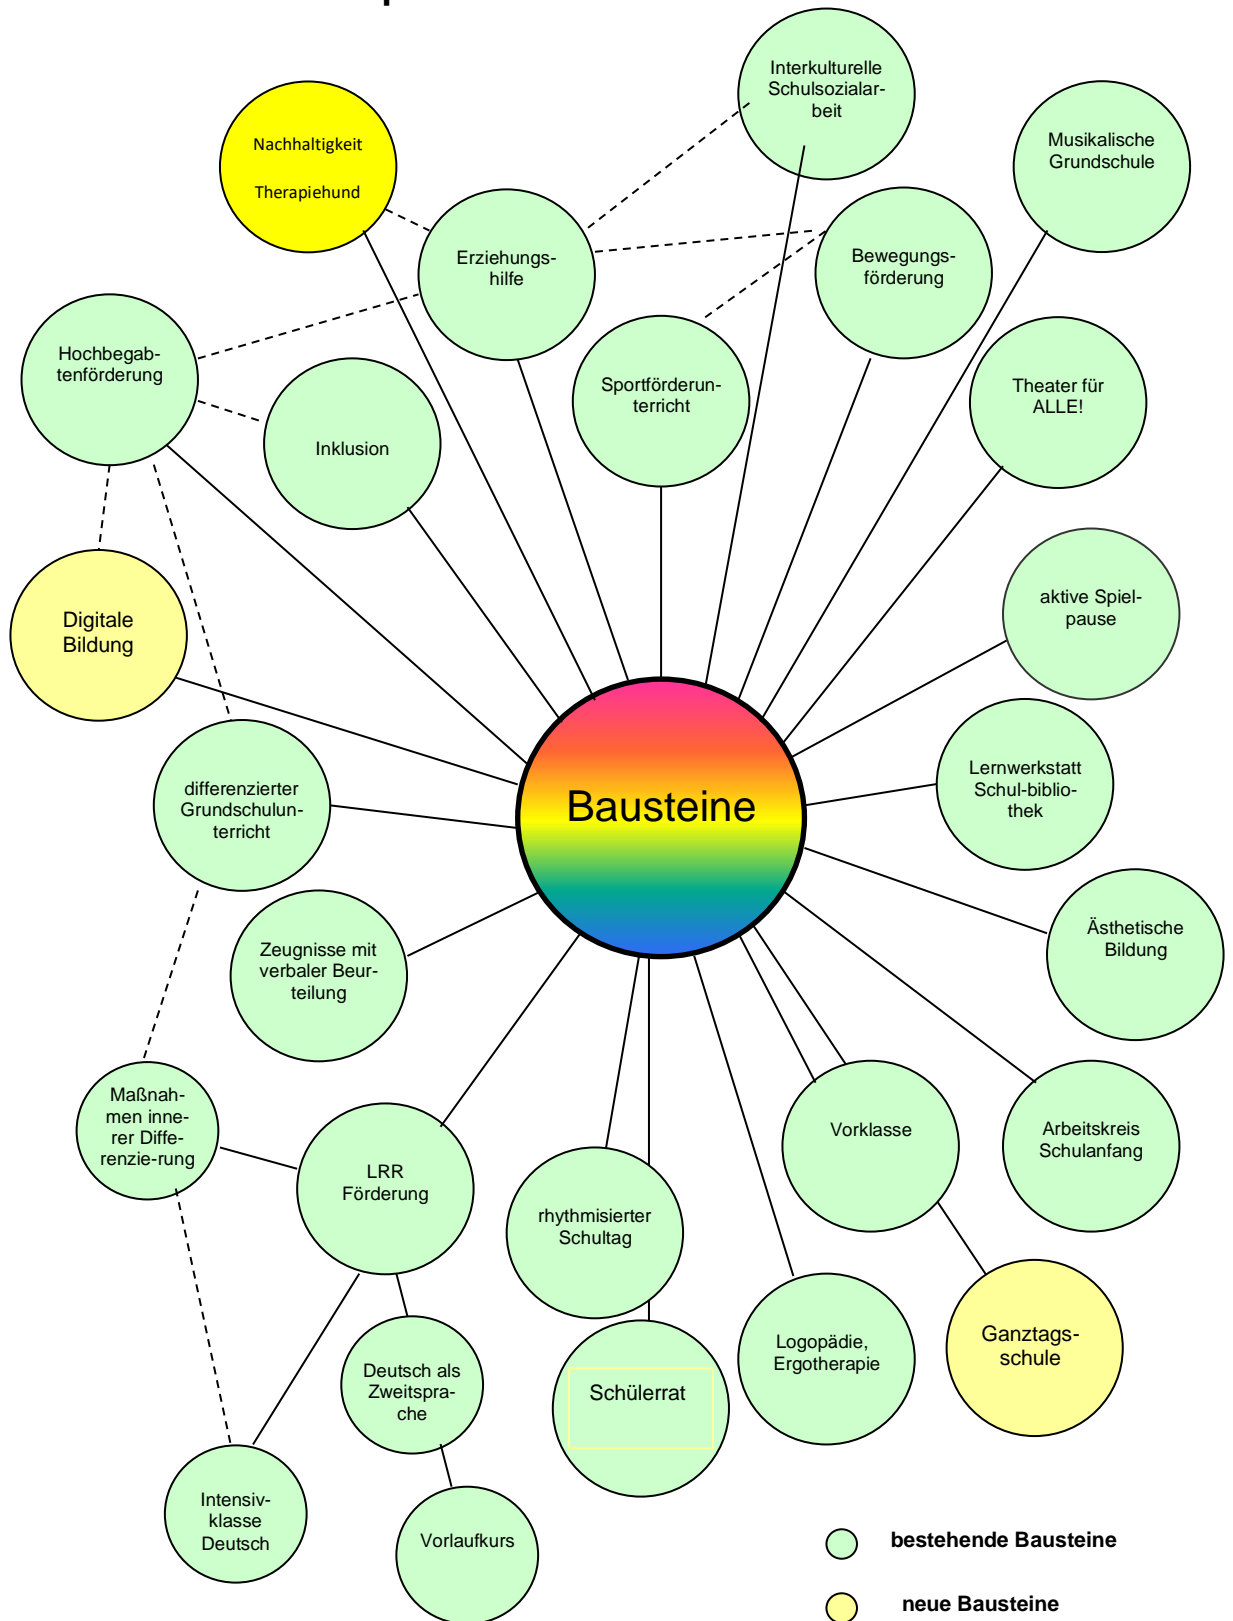 Interkulturelle
Schulsozialar-
beit
Nachhaltigkeit
Therapiehund
Musikalische
Grundschule
Erziehungs-
hilfe
Bewegungs-
förderung
Hochbegab-
tenförderung
Inklusion
Sportförderun-
terricht
Theater für
ALLE!
aktive Spiel-
pause
Digitale
Bildung
Lernwerkstatt
Schul-biblio-
thek
differenzierter
Grundschulun-
terricht
Bausteine
Ästhetische
Bildung
Zeugnisse mit
verbaler Beur-
teilung
Maßnah-
men inne-
rer Diffe-
renzie-rung
LRR
Förderung
Vorklasse
Arbeitskreis
Schulanfang
rhythmisierter
Schultag
Deutsch als
Zweitspra-
che
Schülerrat
Logopädie,
Ergotherapie
Ganztags-
schule
Intensiv-
klasse
Deutsch
Vorlaufkurs
bestehende Bausteine
neue Bausteine